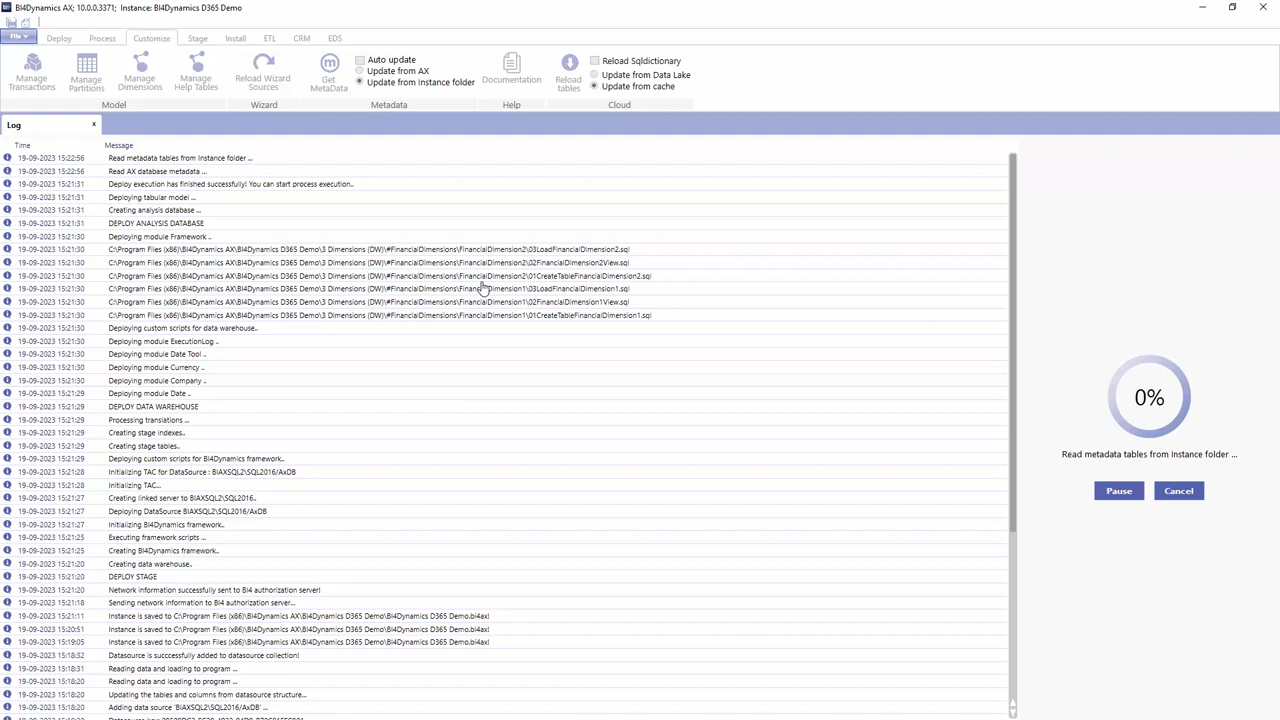 BI4Dynamics AX; 10.0.0.3371; Instance: BI4Dynamics D365 Demo
File Deploy Process Customize Stage Install ETL CRM EDS
Manage Transactions
Manage Partitions
Manage Dimensions
Manage Help Tables
Reload Wizard Sources
Get MetaData
Auto update
Update from AX
Update from Instance folder
Documentation
Reload tables
Reload Sqldictionary
Update from Data Lake
Update from cache
Model Wizard Metadata Help Cloud
Log x
Time Message
19-09-2023 15:22:56 Read metadata tables from Instance folder ...
19-09-2023 15:22:56 Read AX database metadata ...
19-09-2023 15:21:31 Deploy execution has finished successfully! You can start process execution..
19-09-2023 15:21:31 Deploying tabular model ...
19-09-2023 15:21:31 Creating analysis database ...
19-09-2023 15:21:31 DEPLOY ANALYSIS DATABASE
19-09-2023 15:21:30 Deploying module Framework ..
19-09-2023 15:21:30 C:\Program Files (x86)\BI4Dynamics AX\BI4Dynamics D365 Demo\3 Dimensions (DW)\#FinancialDimensions\FinancialDimension2\03LoadFinancialDimension2.sql
19-09-2023 15:21:30 C:\Program Files (x86)\BI4Dynamics AX\BI4Dynamics D365 Demo\3 Dimensions (DW)\#FinancialDimensions\FinancialDimension2\02FinancialDimension2View.sql
19-09-2023 15:21:30 C:\Program Files (x86)\BI4Dynamics AX\BI4Dynamics D365 Demo\3 Dimensions (DW)\#FinancialDimensions\FinancialDimension2\01CreateTableFinancialDimension2.sql
19-09-2023 15:21:30 C:\Program Files (x86)\BI4Dynamics AX\BI4Dynamics D365 Demo\3 Dimensions (DW)\#FinancialDimensions\FinancialDimension1\03LoadFinancialDimension1.sql
19-09-2023 15:21:30 C:\Program Files (x86)\BI4Dynamics AX\BI4Dynamics D365 Demo\3 Dimensions (DW)\#FinancialDimensions\FinancialDimension1\02FinancialDimension1View.sql
19-09-2023 15:21:30 C:\Program Files (x86)\BI4Dynamics AX\BI4Dynamics D365 Demo\3 Dimensions (DW)\#FinancialDimensions\FinancialDimension1\01CreateTableFinancialDimension1.sql
19-09-2023 15:21:30 Deploying custom scripts for data warehouse..
19-09-2023 15:21:30 Deploying module ExecutionLog ..
19-09-2023 15:21:30 Deploying module Date Tool ..
19-09-2023 15:21:30 Deploying module Currency ..
19-09-2023 15:21:30 Deploying module Company ..
19-09-2023 15:21:29 Deploying module Date ..
19-09-2023 15:21:29 DEPLOY DATA WAREHOUSE
19-09-2023 15:21:29 Processing translations ...
19-09-2023 15:21:29 Creating stage indexes..
19-09-2023 15:21:29 Creating stage tables..
19-09-2023 15:21:29 Deploying custom scripts for BI4Dynamics framework..
19-09-2023 15:21:28 Initializing TAC for DataSource : BIAXSQL2\SQL2016/AxDB
19-09-2023 15:21:28 Initializing TAC...
19-09-2023 15:21:27 Creating linked server to BIAXSQL2\SQL2016..
19-09-2023 15:21:27 Deploying DataSource BIAXSQL2\SQL2016/AxDB
19-09-2023 15:21:27 Initializing BI4Dynamics framework..
19-09-2023 15:21:25 Executing framework scripts ...
19-09-2023 15:21:25 Creating BI4Dynamics framework..
19-09-2023 15:21:20 Creating data warehouse..
19-09-2023 15:21:20 DEPLOY STAGE
19-09-2023 15:21:20 Network information successfully sent to BI4 authorization server!
19-09-2023 15:21:18 Sending network information to BI4 authorization server...
19-09-2023 15:21:11 Instance is saved to C:\Program Files (x86)\BI4Dynamics AX\BI4Dynamics D365 Demo\BI4Dynamics D365 Demo.bi4ax!
19-09-2023 15:20:51 Instance is saved to C:\Program Files (x86)\BI4Dynamics AX\BI4Dynamics D365 Demo\BI4Dynamics D365 Demo.bi4ax!
19-09-2023 15:19:05 Instance is saved to C:\Program Files (x86)\BI4Dynamics AX\BI4Dynamics D365 Demo\BI4Dynamics D365 Demo.bi4ax!
19-09-2023 15:18:32 Datasource is succcessfully added to datasource collection!
19-09-2023 15:18:31 Reading data and loading to program ...
19-09-2023 15:18:20 Reading data and loading to program ...
19-09-2023 15:18:20 Updating the tables and columns from datasource structure...
19-09-2023 15:18:20 Adding data source 'BIAXSQL2\SQL2016/AxDB' ...
0%
Read metadata tables from Instance folder ...
Pause Cancel